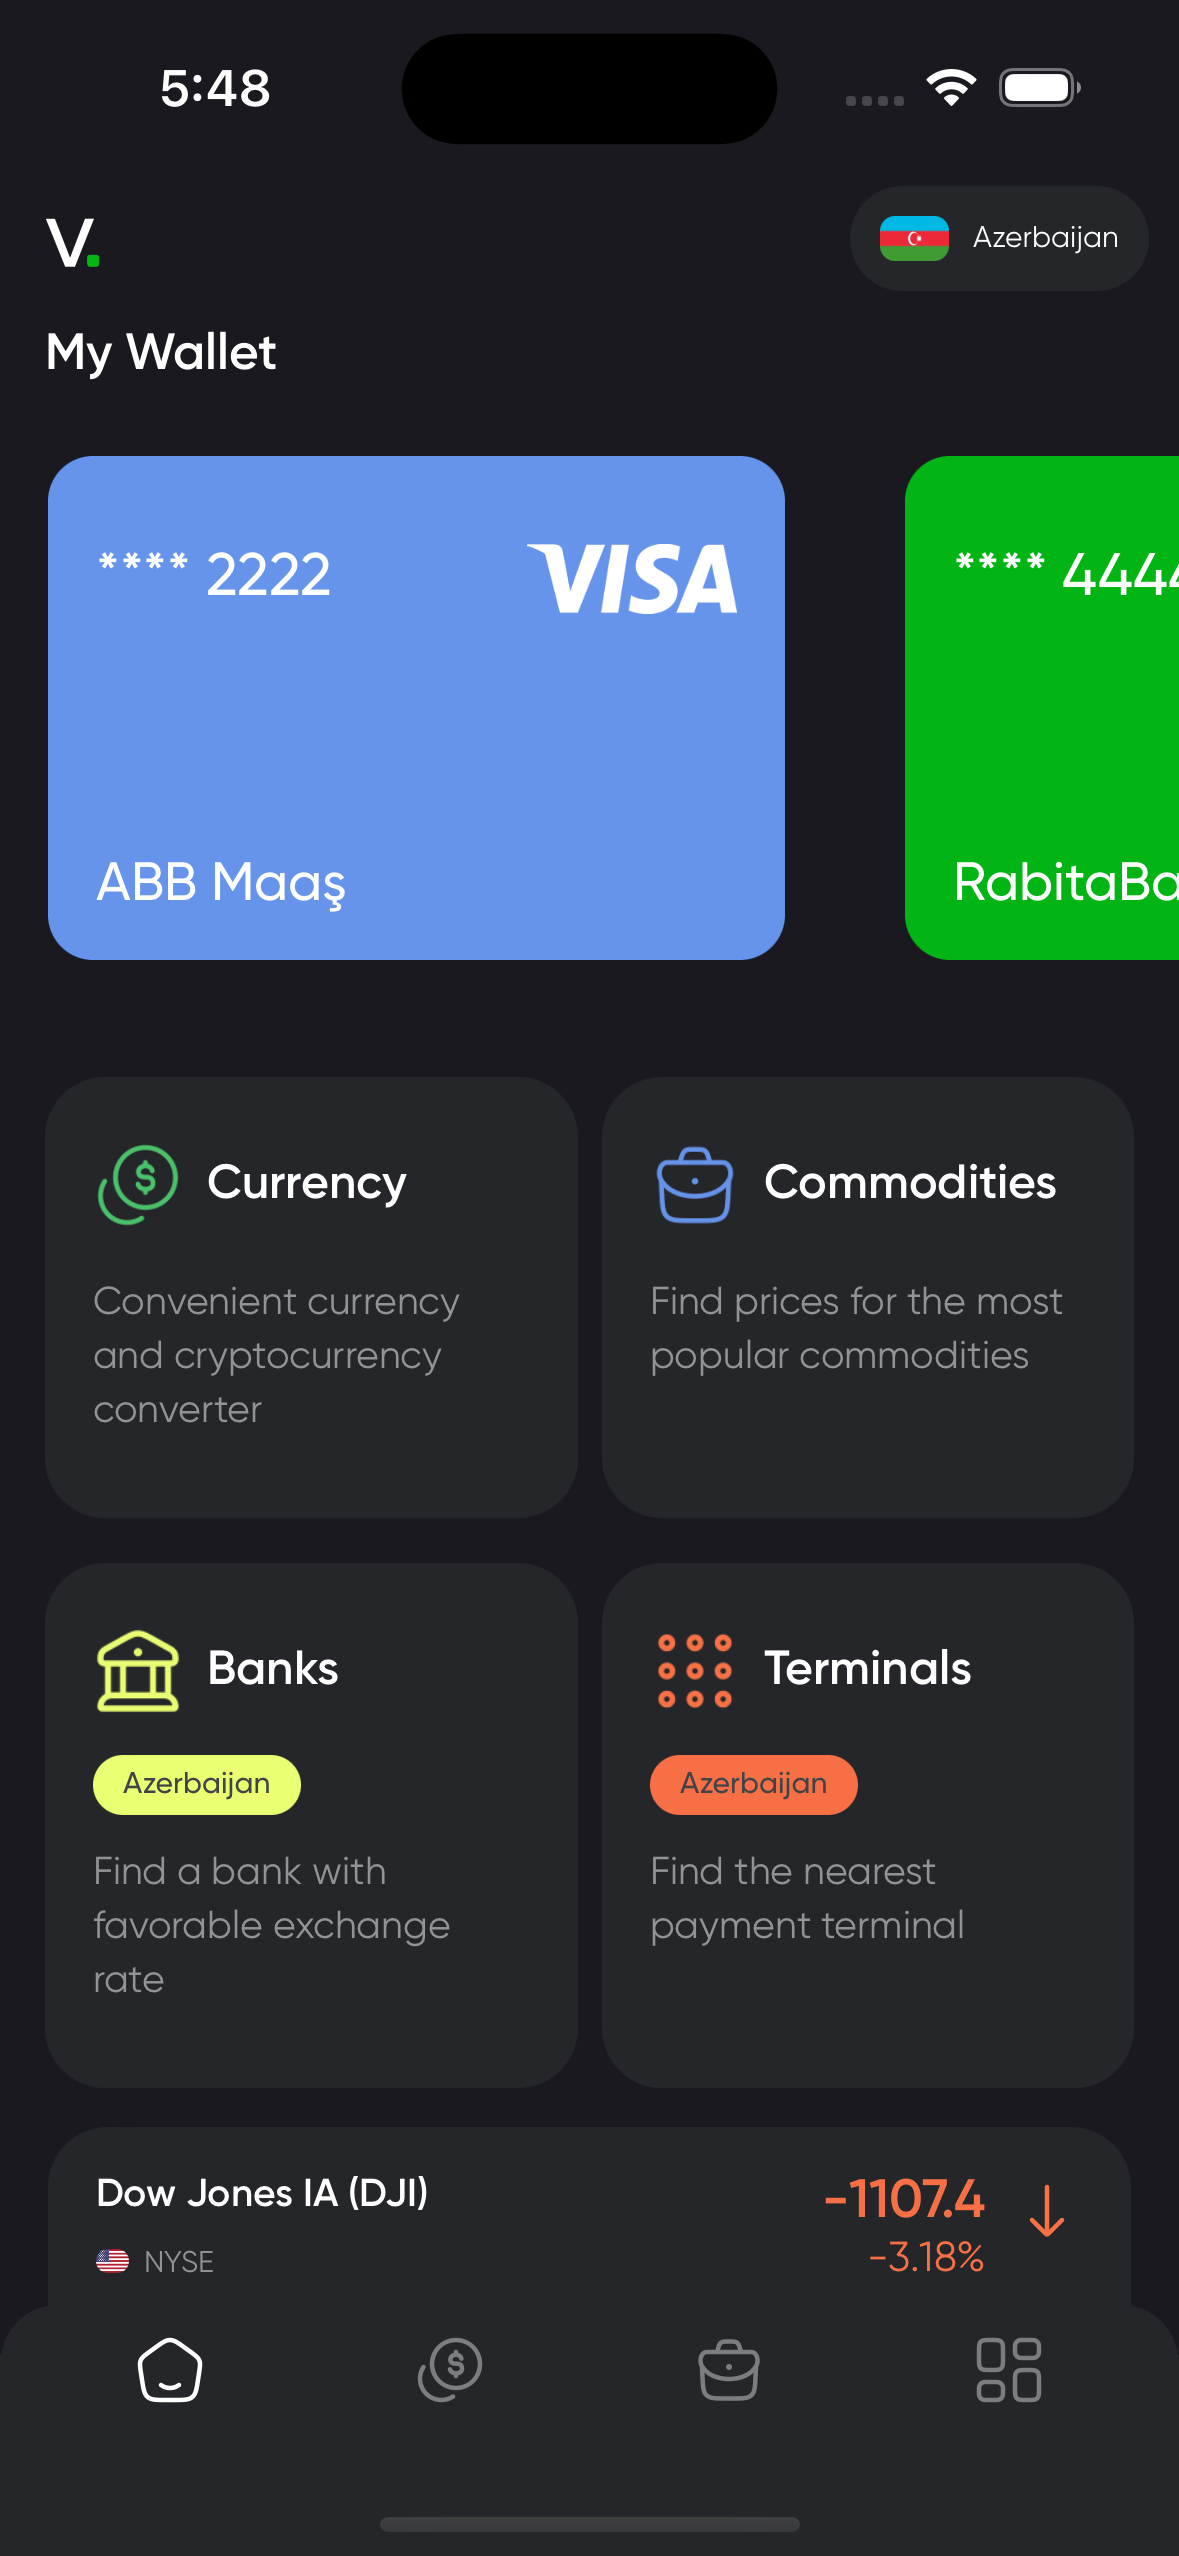 5:48
V.
Azerbaijan
My Wallet
**** 2222
VISA
**** 444
ABB Maaş
RabitaBa
Currency
Commodities
Convenient currency
and cryptocurrency
converter
Find prices for the most
popular commodities
Banks
Terminals
Azerbaijan
Azerbaijan
Find a bank with
favorable exchange
rate
Find the nearest
payment terminal
Dow Jones IA (DJI)
-1107.4
NYSE
-3.18%